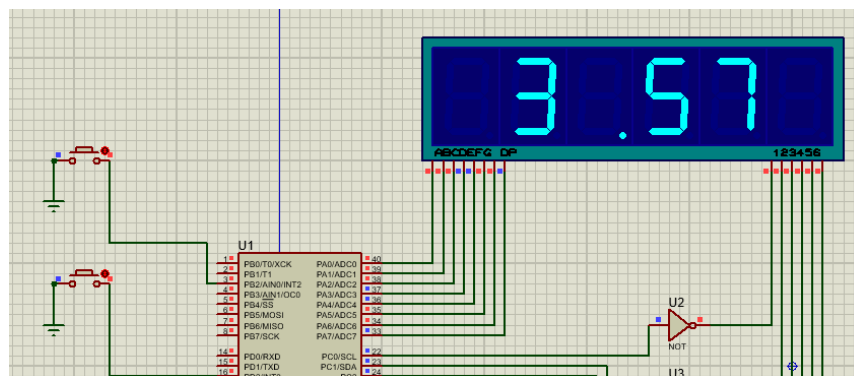 3 .57
ABCDEFG DP
123456
U1
1 PB0/T0/XCK PA0/ADC0 40
2 PB1/T1 PA1/ADC1 39
3 PB2/AIN0/INT2 PA2/ADC2 38
4 PB3/AIN1/OC0 PA3/ADC3 37
5 PB4/SS PA4/ADC4 36
6 PB5/MOSI PA5/ADC5 35
7 PB6/MISO PA6/ADC6 34
8 PB7/SCK PA7/ADC7 33
14 PD0/RXD PC0/SCL 22
15 PD1/TXD PC1/SDA 23
16 24
U2
NOT
U3